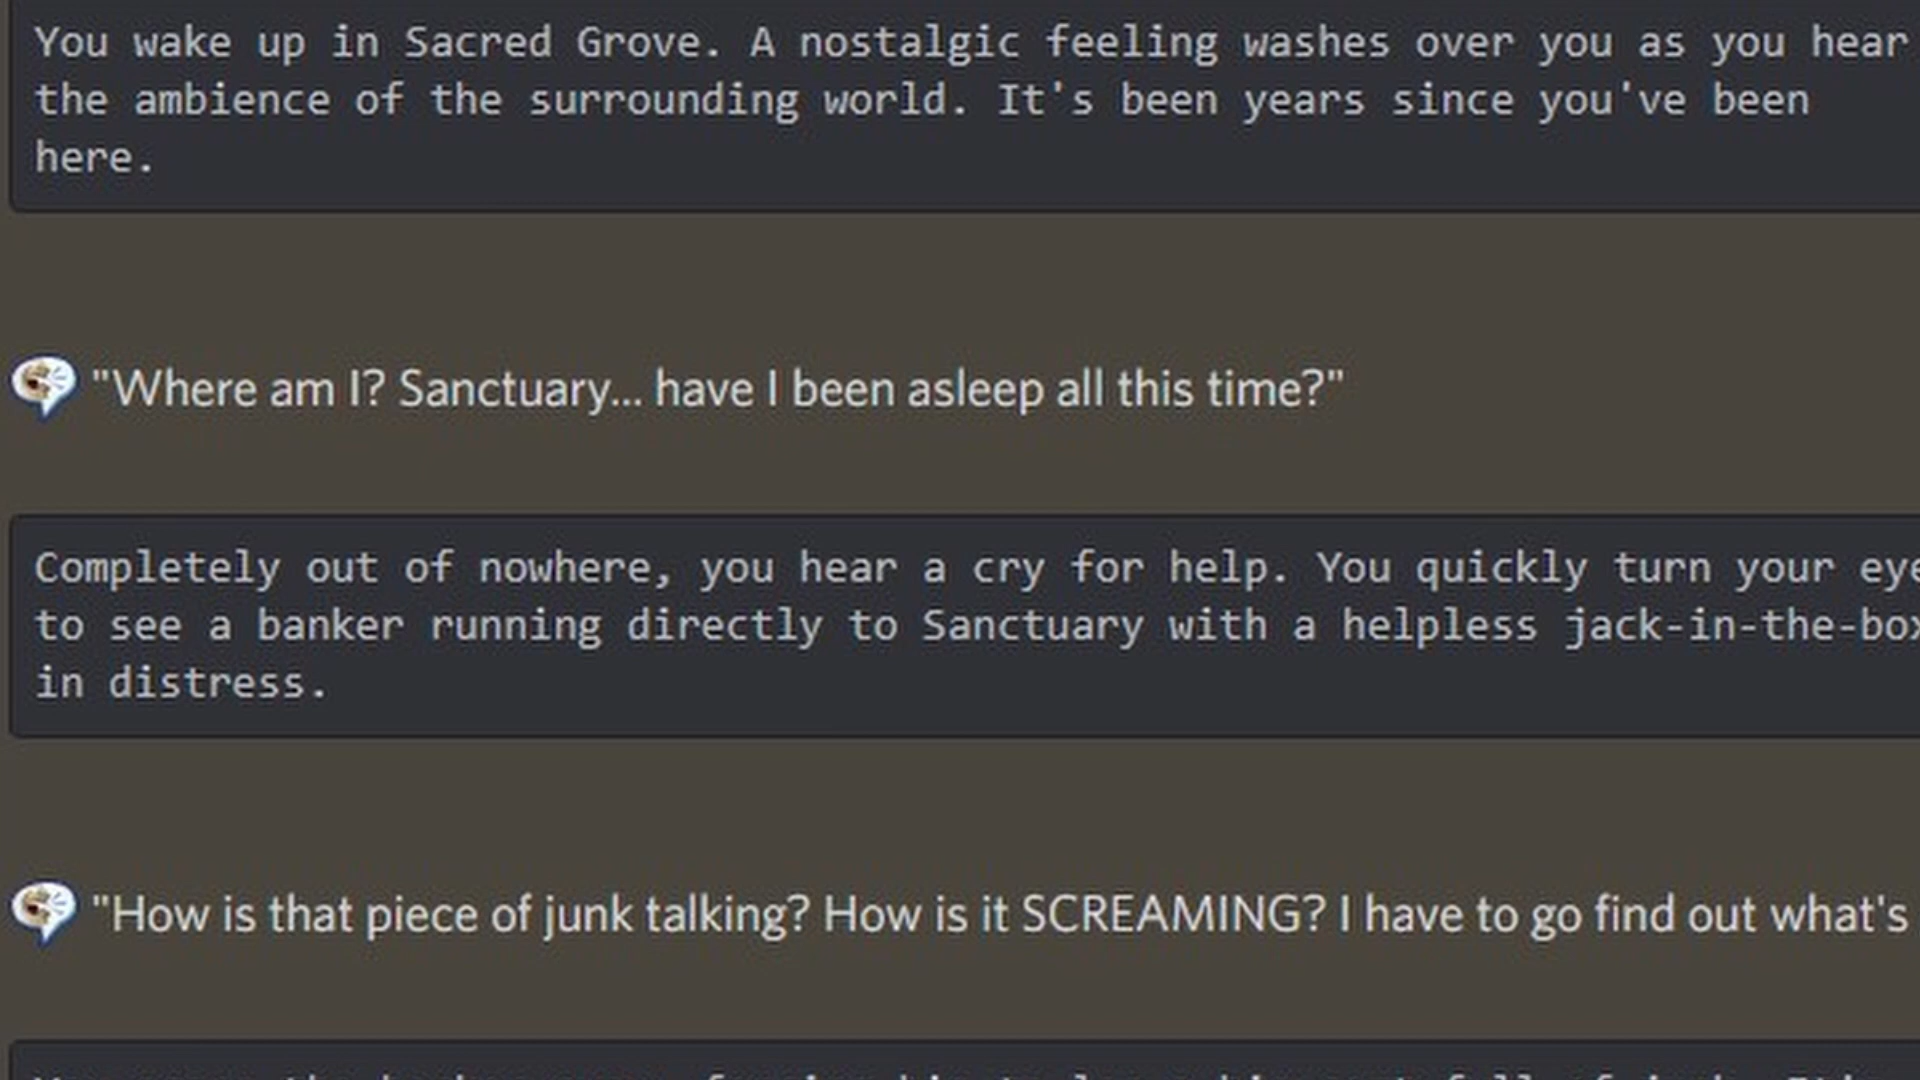 You wake up in Sacred Grove. A nostalgic feeling washes over you as you hear
the ambience of the surrounding world. It's been years since you've been
here.
"Where am I? Sanctuary... have I been asleep all this time?"
Completely out of nowhere, you hear a cry for help. You quickly turn your eye
to see a banker running directly to Sanctuary with a helpless jack-in-the-box
in distress.
"How is that piece of junk talking? How is it SCREAMING? I have to go find out what's